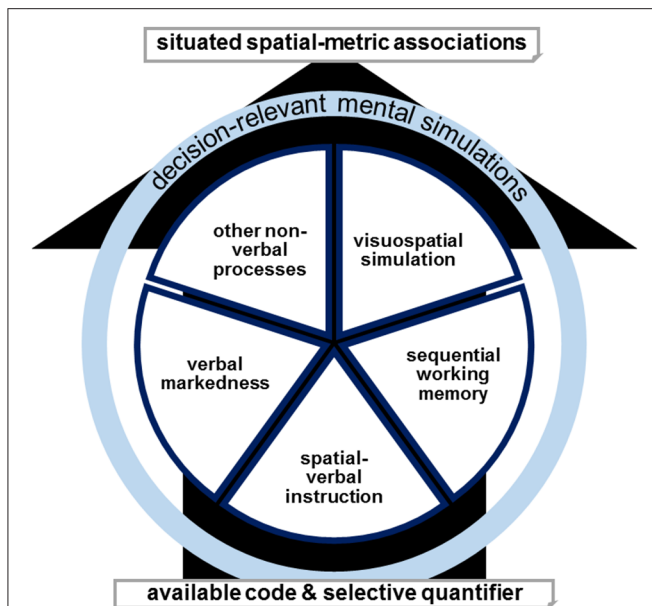 situated spatial-metric associations
decision-relevant mental simulations
other non-
verbal
processes
visuospatial
simulation
verbal
markedness
sequential
working
memory
spatial-
verbal
instruction
available code & selective quantifier